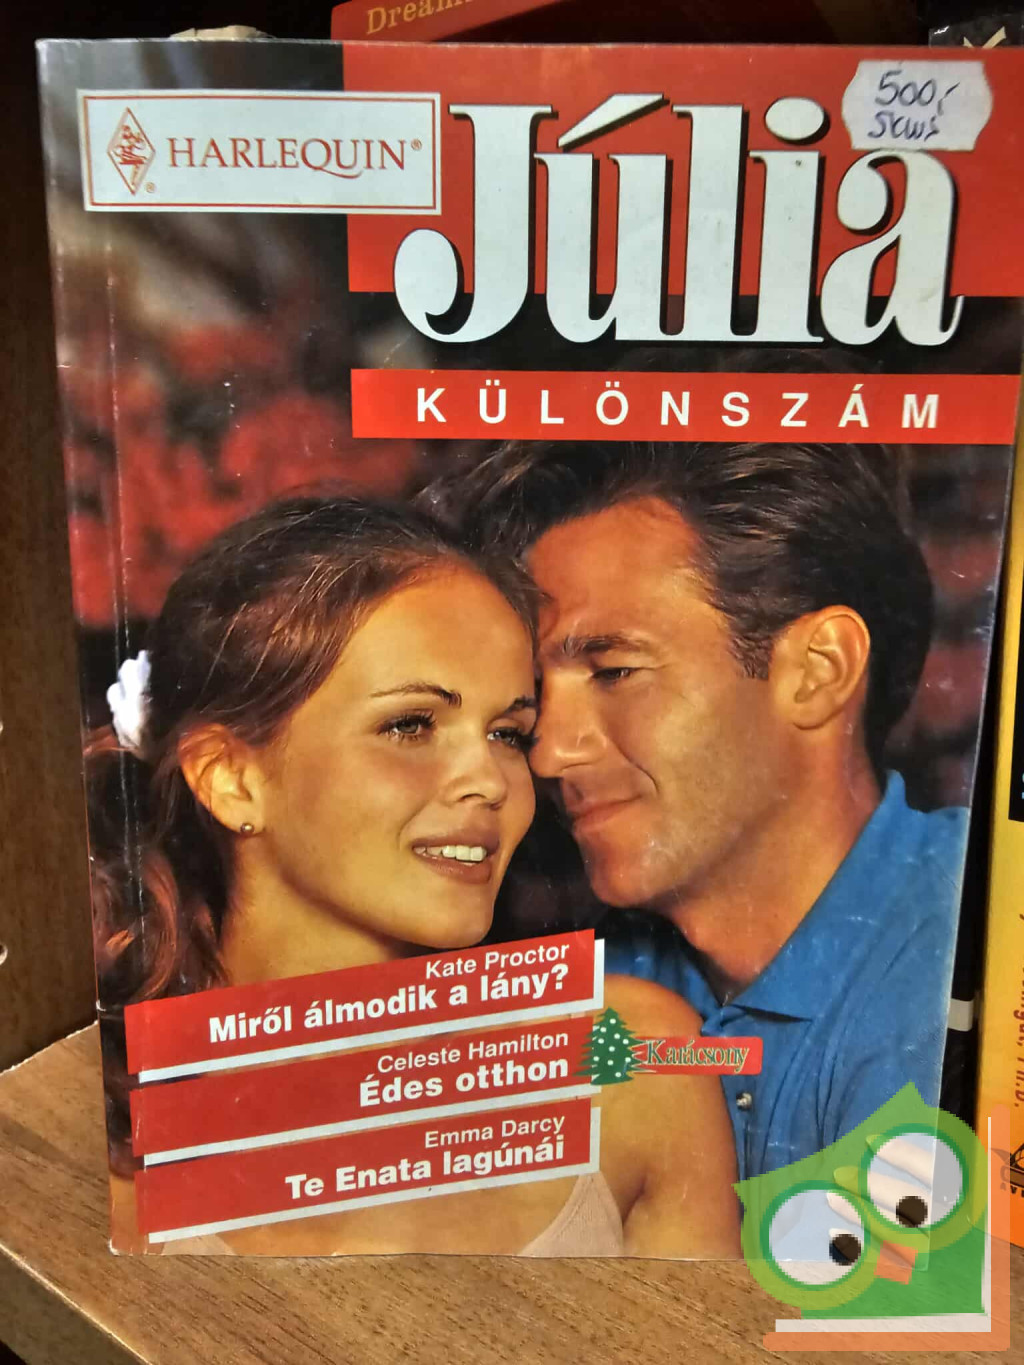 Dream
500,-
HARLEQUIN®
Júlia
KÜLÖNSZÁM
Kate Proctor
Miről álmodik a lány?
Celeste Hamilton
Édes otthon
Karácsony
Emma Darcy
Te Enata lagúnái